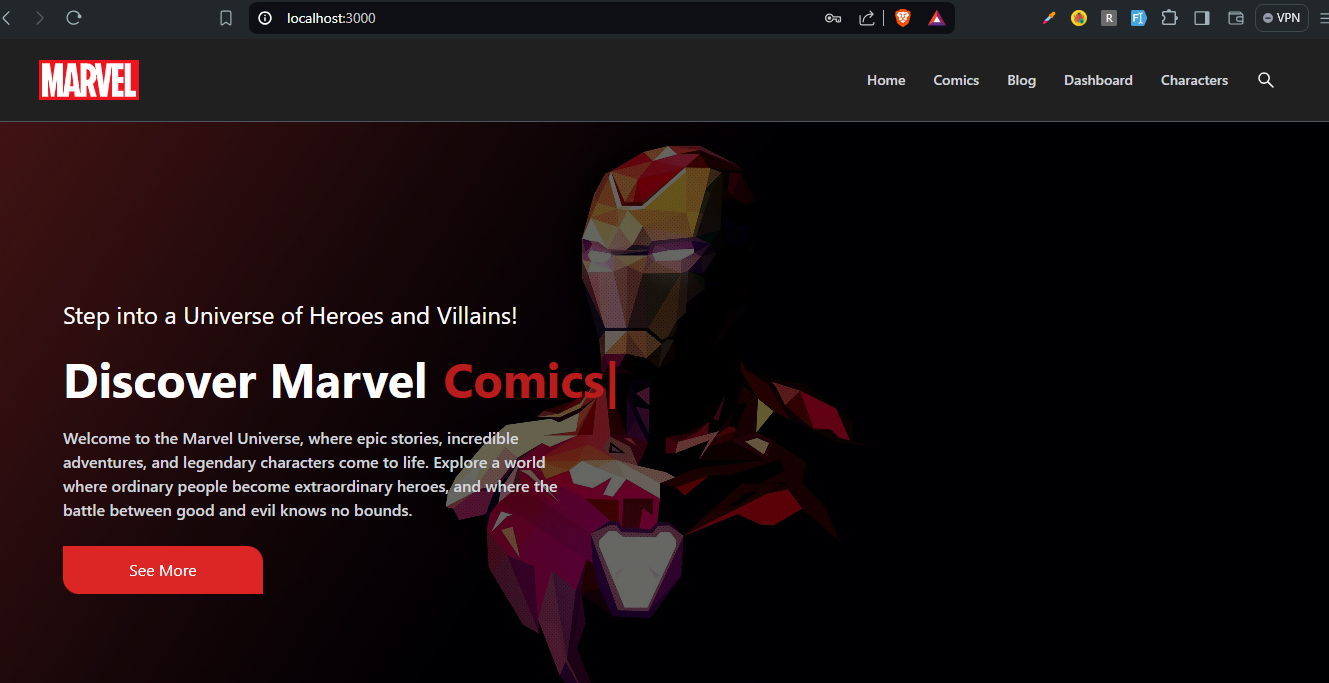 localhost:3000
VPN
MARVEL
Home Comics Blog Dashboard Characters
Step into a Universe of Heroes and Villains!
Discover Marvel Comics|
Welcome to the Marvel Universe, where epic stories, incredible
adventures, and legendary characters come to life. Explore a world
where ordinary people become extraordinary heroes, and where the
battle between good and evil knows no bounds.
See More